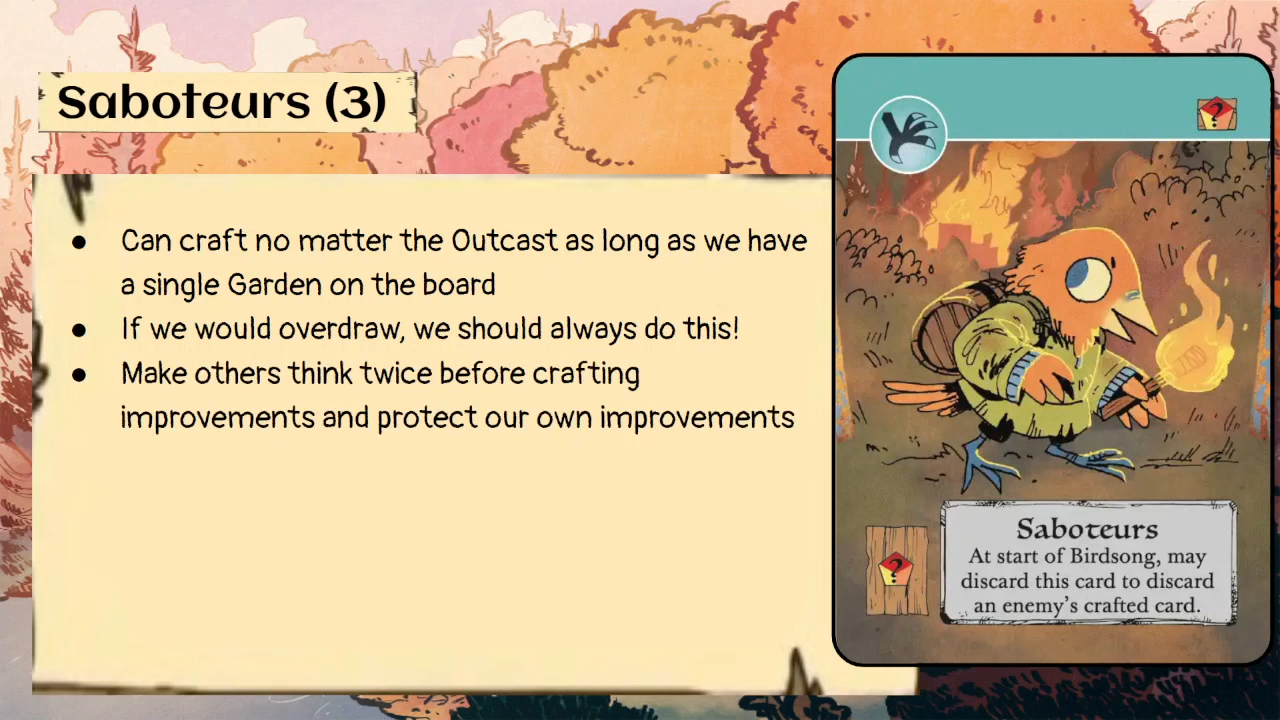 Saboteurs (3)
● Can craft no matter the Outcast as long as we have
a single Garden on the board
● If we would overdraw, we should always do this!
● Make others think twice before crafting
improvements and protect our own improvements
?
?
Saboteurs
At start of Birdsong, may
discard this card to discard
an enemy's crafted card.